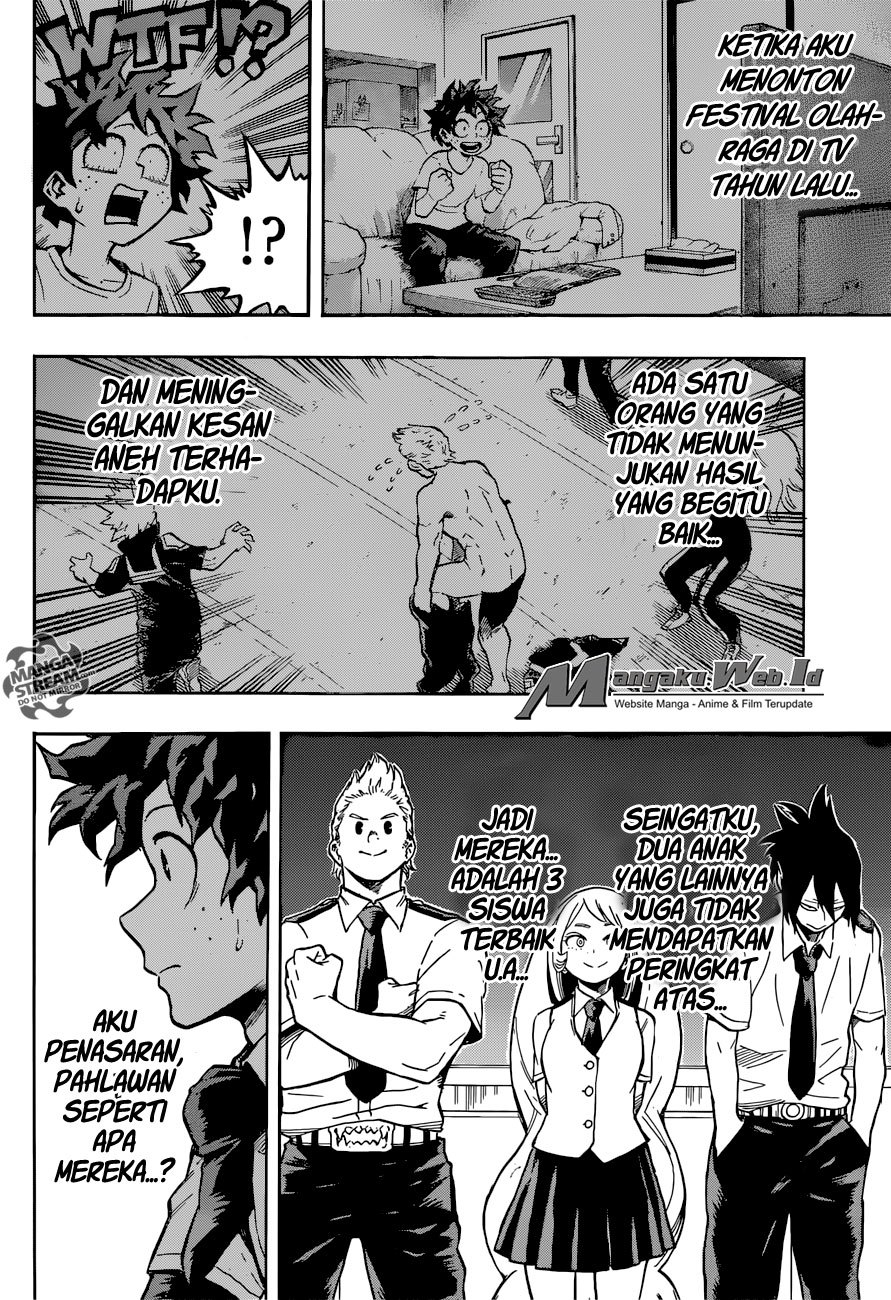 KETIKA AKU
MENONTON
FESTIVAL OLAH-
RAGA DI TV
TAHUN LALU...
WTF!?
!?
ADA SATU
ORANG YANG
TIDAK MENUN-
JUKAN HASIL
YANG BEGITU
BAIK...
DAN MENING-
GALKAN KESAN
ANEH TERHA-
DAPKU.
MANGA
STREAM
DO NOT MIRROR
Mangaku.Web.Id
Website Manga - Anime & Film Terupdate
SEINGATKU,
DUA ANAK
YANG LAINNYA
JUGA TIDAK
MENDAPATKAN
PERINGKAT
ATAS...
JADI
MEREKA...
ADALAH 3
SISWA
TERBAIK
U.A...
AKU
PENASARAN,
PAHLAWAN
SEPERTI
APA
MEREKA...?